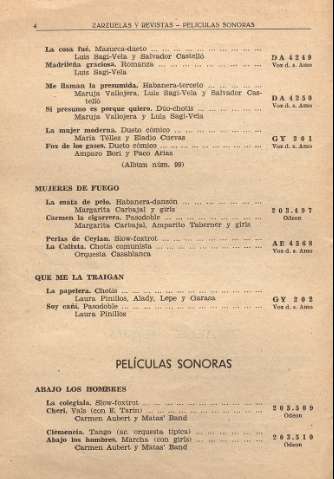 4 ZARZUELAS Y REVISTAS – PELICULAS SONORAS
La cosa fué. Mazurca-dueto ... ... ... ... ... ... ...
Luis Sagi-Vela y Salvador Castelló DA 4249
Madrileña graciosa. Romanza ... ... ... ... ... ... Voz d. s. Amo
Luis Sagi-Vela
Me llaman la presumida. Habanera-terceto ... ... ...
Maruja Vallojera, Luis Sagi-Vela y Salvador Cas-
telló DA 4250
Si presumo es porque quiero. Dúo-chotis ... ... ... Voz d. s. Amo
Maruja Vallojera y Luis Sagi-Vela
La mujer moderna. Dueto cómico ... ... ... ... ...
María Téllez y Eladio Cuevas GY 201
Fox de los gases. Dueto cómico ... ... ... ... ... ... Voz d. s. Amo
Amparo Bori y Paco Arias
(Album núm. 99)
MUJERES DE FUEGO
La mata de pelo. Habanera-danzón ... ... ... ... ...
Margarita Carbajal y girls 203.497
Carmen la cigarrera. Pasodoble ... ... ... ... ... ... Odeon
Margarita Carbajal, Amparito Taberner y girls
Perlas de Ceylan. Slow-foxtrot ... ... ... ... ... ... AE 4568
La Calixta. Chotis comunista ... ... ... ... ... ... Voz d. s. Amo
Orquesta Casablanca
QUE ME LA TRAIGAN
La papelera. Chotis ... ... ... ... ... ... ... ...
Laura Pinillos, Alady, Lepe y Garasa GY 202
Soy cañí. Pasodoble ... ... ... ... ... ... ... ... Voz d. s. Amo
Laura Pinillos
PELÍCULAS SONORAS
ABAJO LOS HOMBRES
La colegiala. Slow-foxtrot ... ... ... ... ... ... ... 203.509
Cheri. Vals (con E. Tarín) ... ... ... ... ... ... ... Odeon
Carmen Aubert y Matas' Band
Clemencia. Tango (ar. orquesta típica) ... ... ... ... 203.510
Abajo los hombres. Marcha (con girls) ... ... ... ... Odeon
Carmen Aubert y Matas' Band